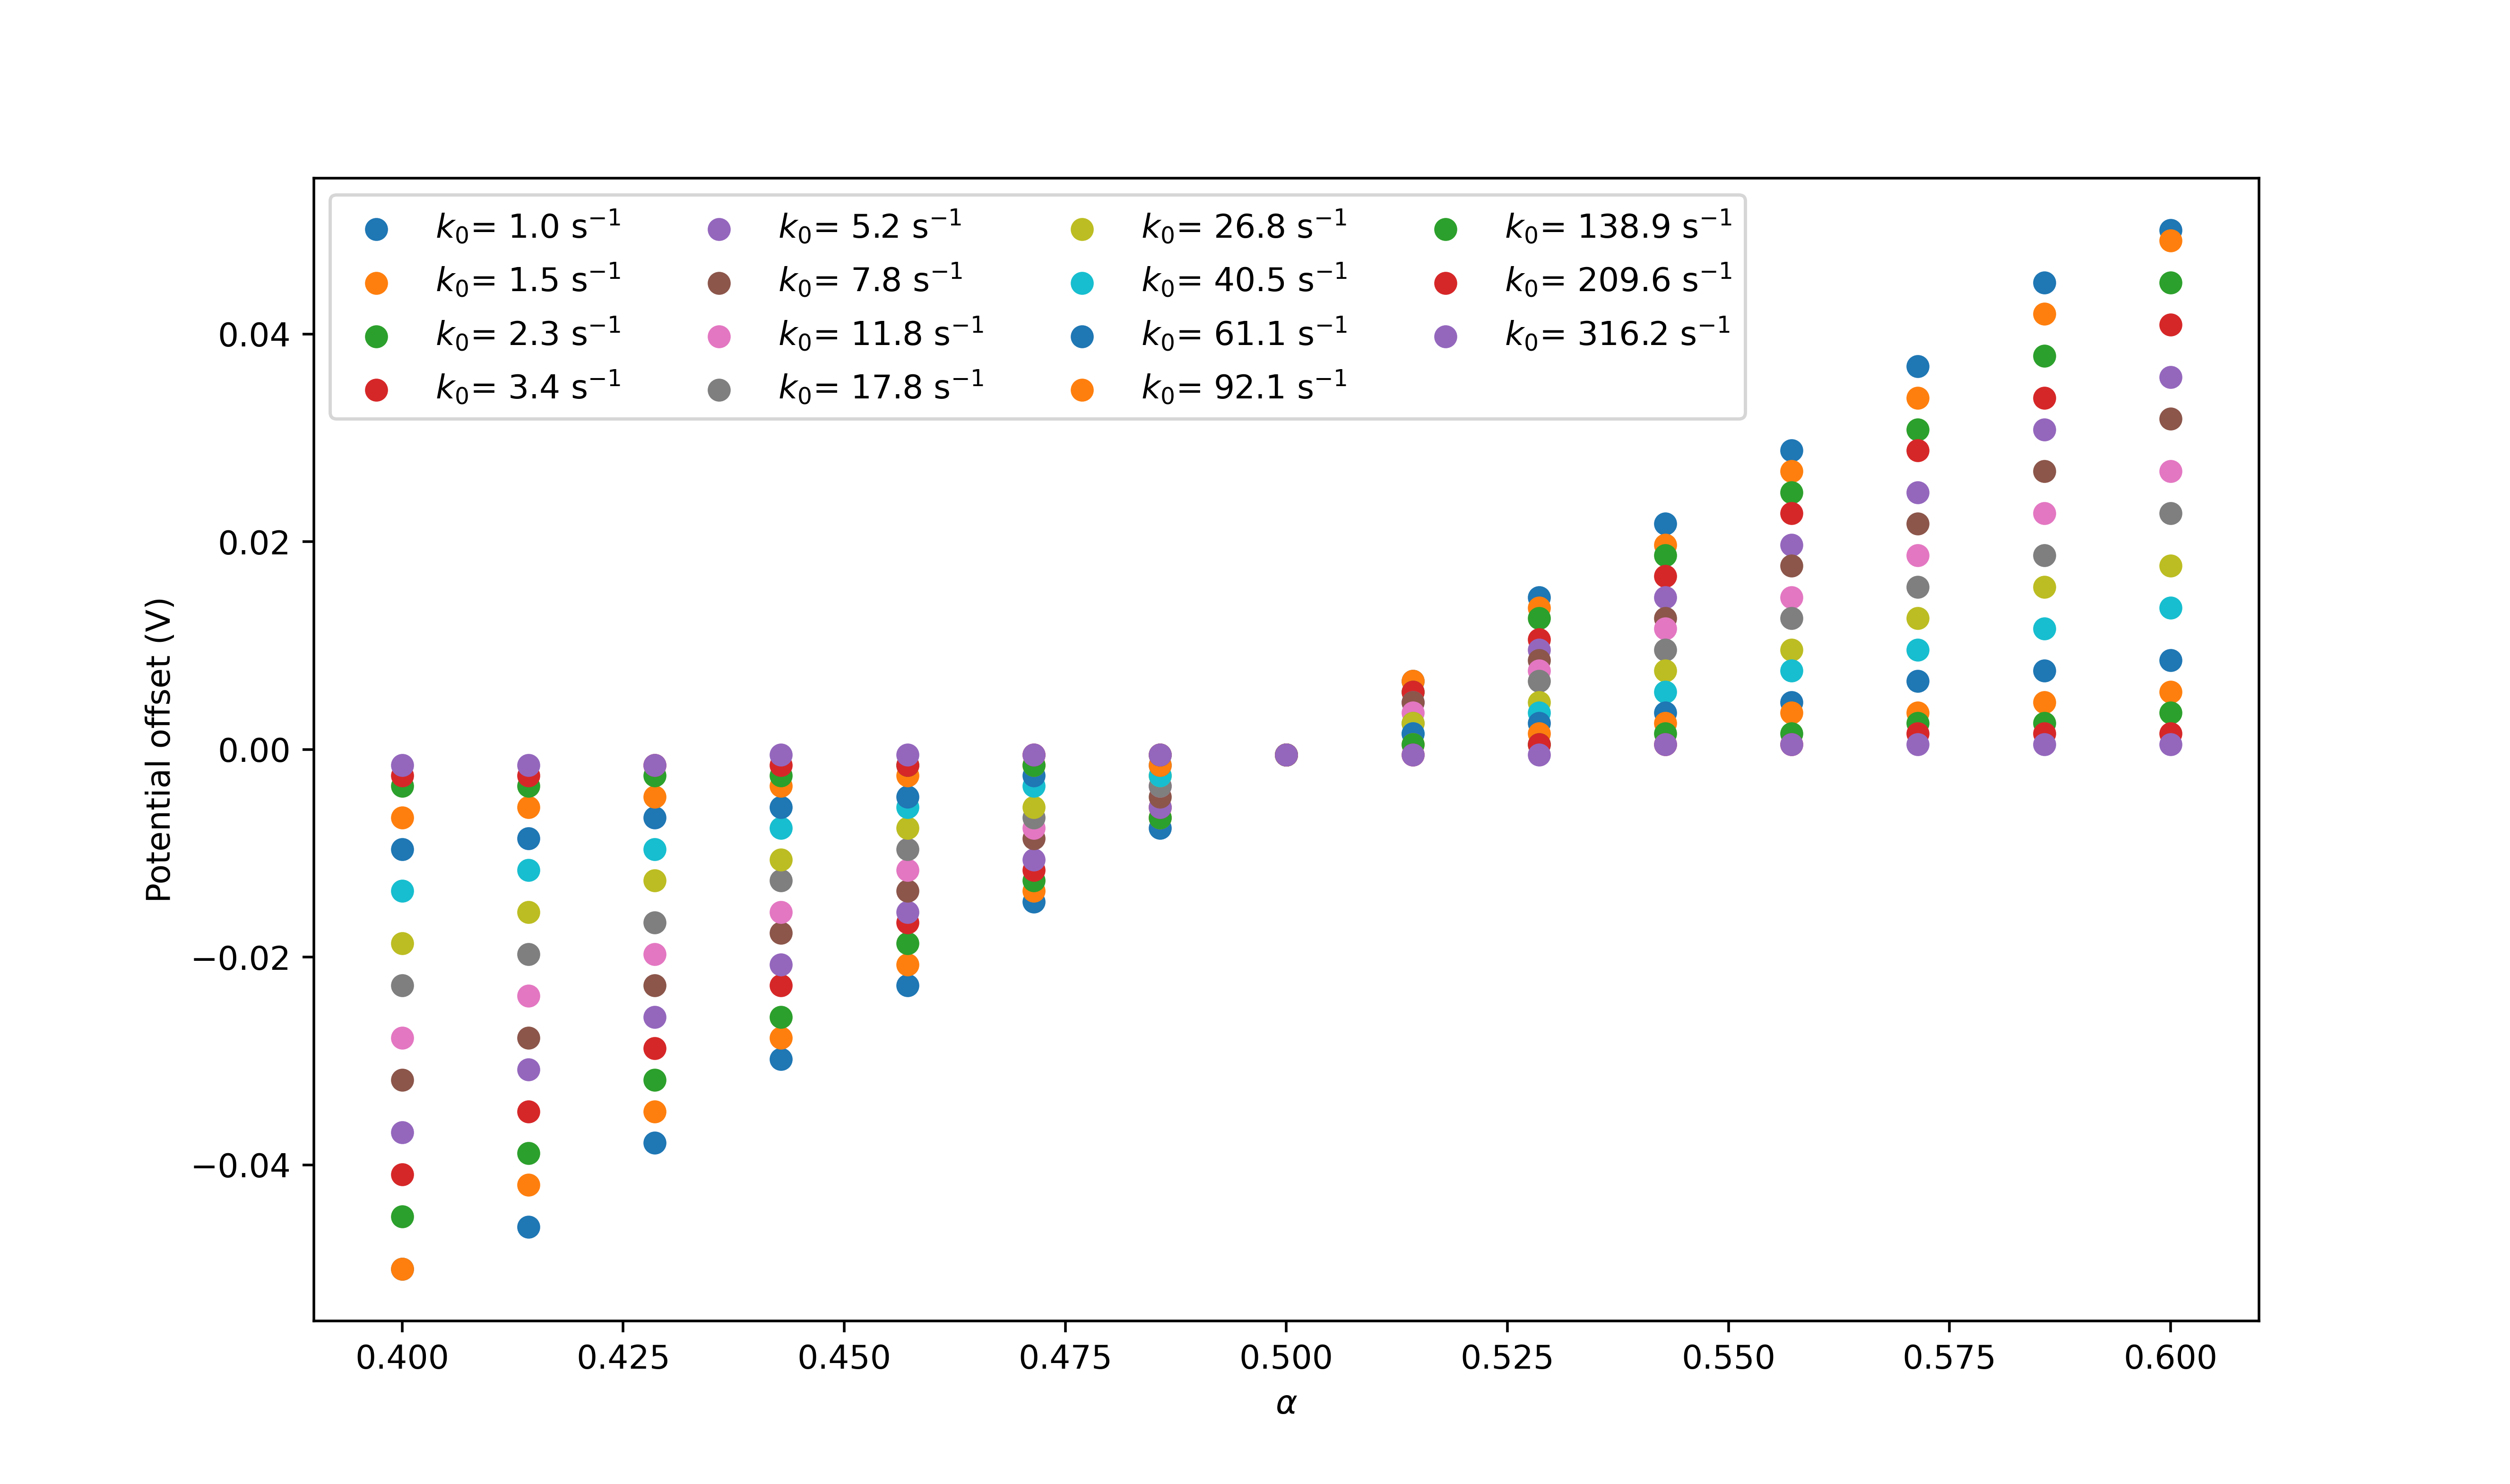 k₀= 1.0 s⁻¹
k₀= 1.5 s⁻¹
k₀= 2.3 s⁻¹
k₀= 3.4 s⁻¹
k₀= 5.2 s⁻¹
k₀= 7.8 s⁻¹
k₀= 11.8 s⁻¹
k₀= 17.8 s⁻¹
k₀= 26.8 s⁻¹
k₀= 40.5 s⁻¹
k₀= 61.1 s⁻¹
k₀= 92.1 s⁻¹
k₀= 138.9 s⁻¹
k₀= 209.6 s⁻¹
k₀= 316.2 s⁻¹
0.04
0.02
0.00
−0.02
−0.04
Potential offset (V)
0.400 0.425 0.450 0.475 0.500 0.525 0.550 0.575 0.600
α